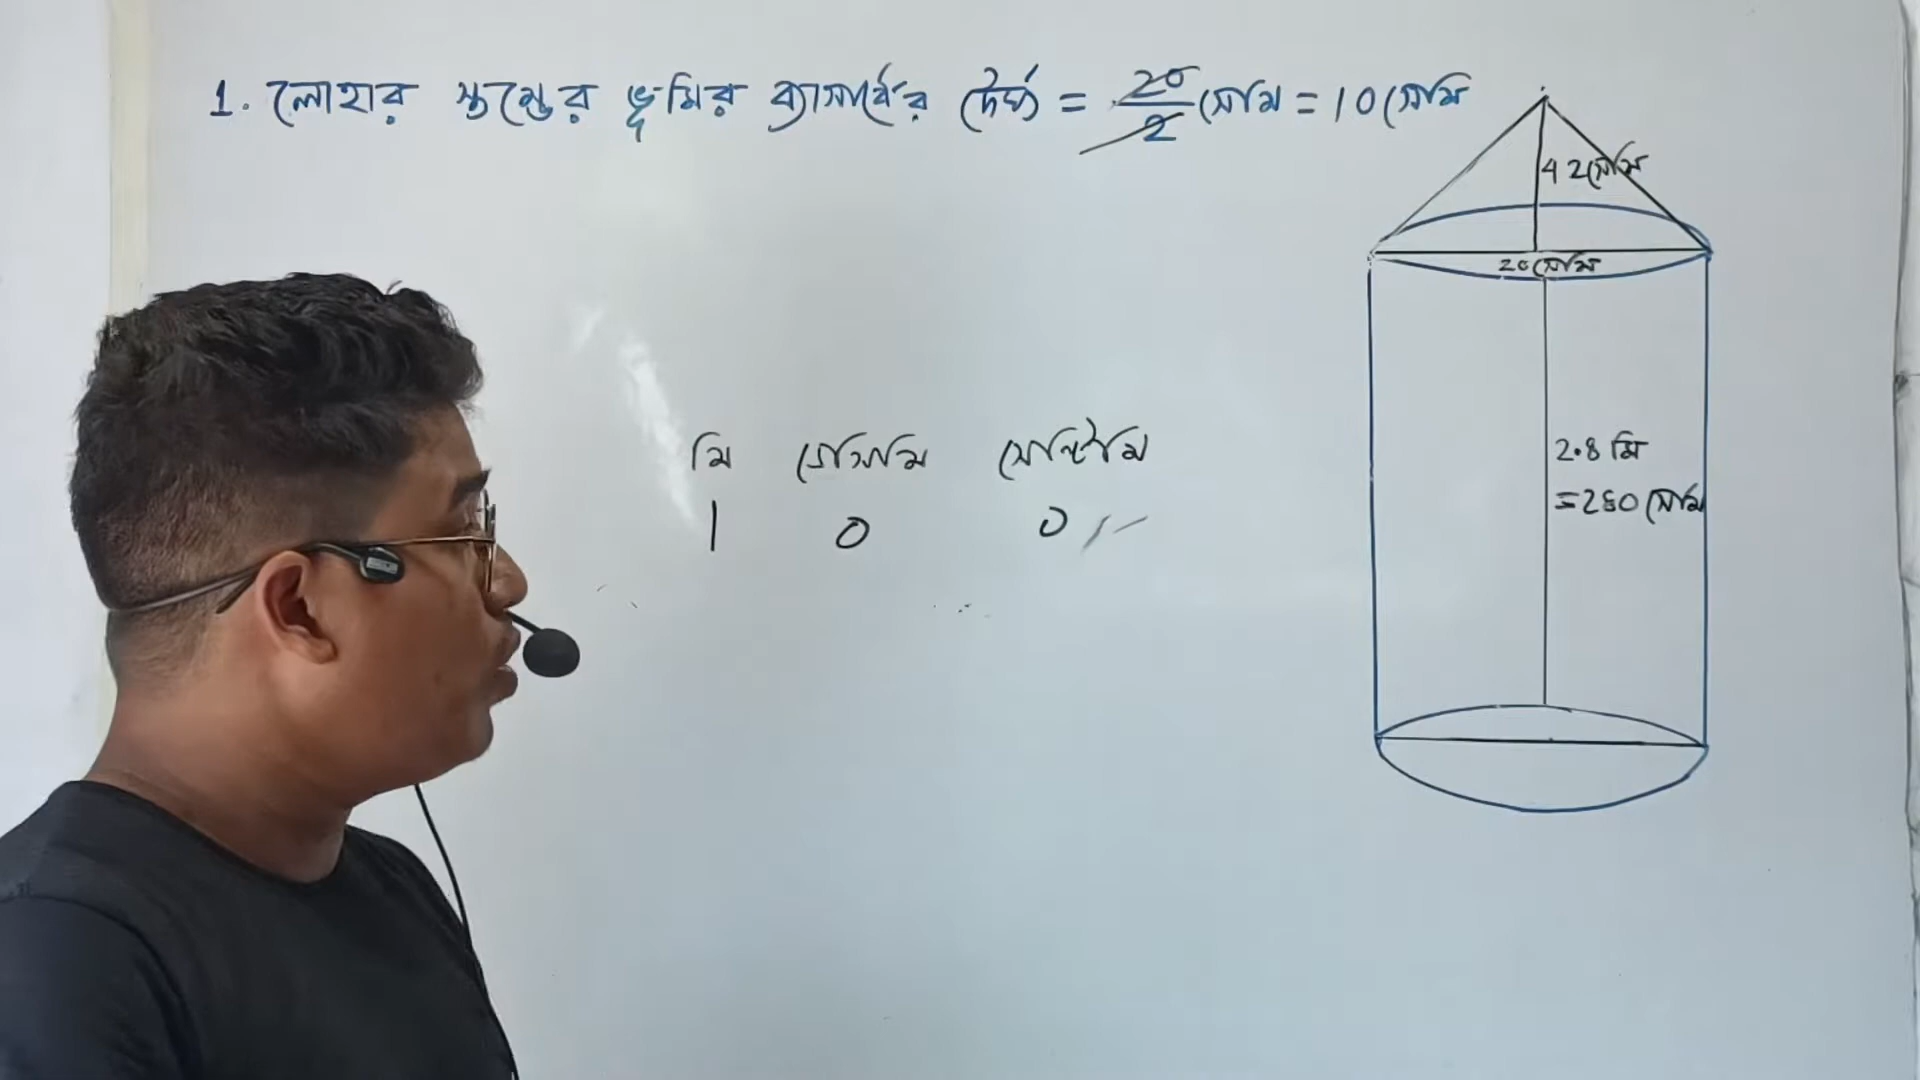 1. লোহার স্তম্ভের ভূমির ব্যাসার্ধের দৈর্ঘ্য = 20/2 সেমি = 10 সেমি
42 সেমি
20 সেমি
মি ডেসিমি সেন্টিমি
1 0 0
2.8 মি
= 280 সেমি